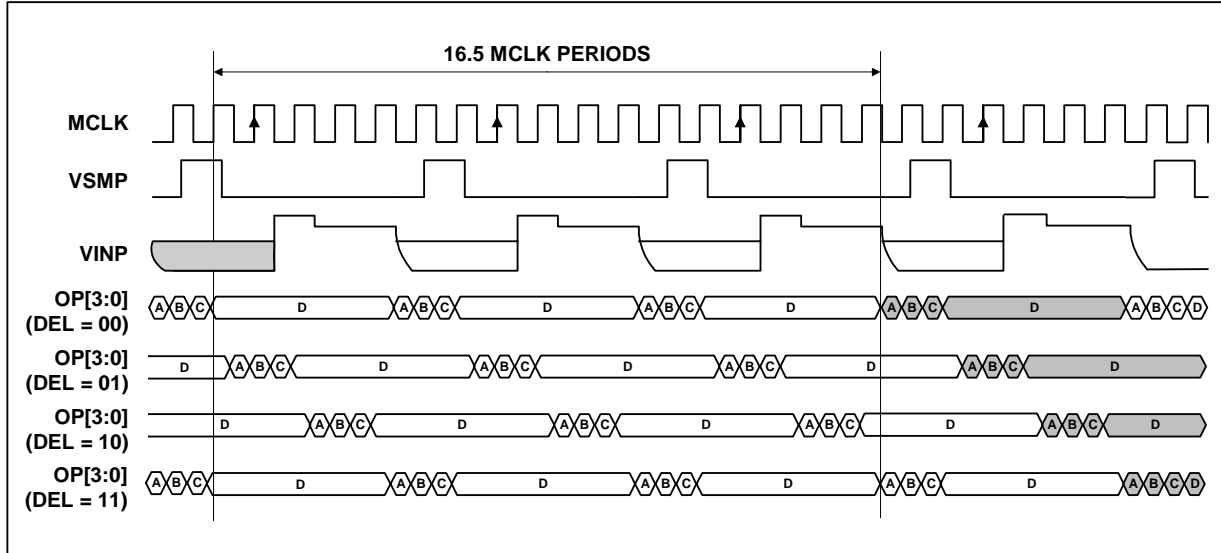 16.5 MCLK PERIODS
MCLK
VSMP
VINP
OP[3:0]
(DEL = 00)
A B C D A B C D A B C D A B C D A B C D
OP[3:0]
(DEL = 01)
D A B C D A B C D A B C D A B C D
OP[3:0]
(DEL = 10)
D A B C D A B C D A B C D A B C D
OP[3:0]
(DEL = 11)
A B C D A B C D A B C D A B C D A B C D